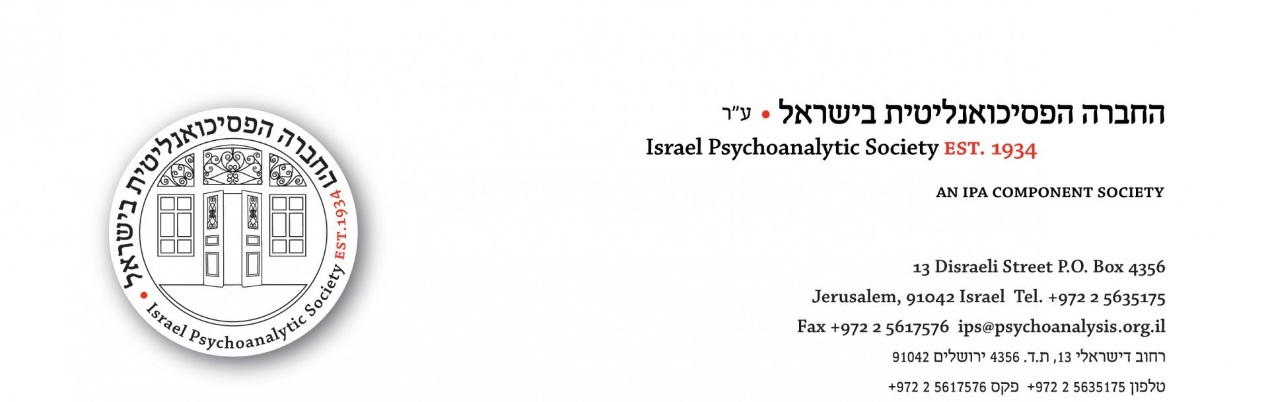 החברה הפסיכואנליטית בישראל
Israel Psychoanalytic Society EST.1934
החברה הפסיכואנליטית בישראל • ע״ר
Israel Psychoanalytic Society EST. 1934
AN IPA COMPONENT SOCIETY
13 Disraeli Street P.O. Box 4356
Jerusalem, 91042 Israel Tel. +972 2 5635175
Fax +972 2 5617576 ips@psychoanalysis.org.il
רחוב דישראלי 13, ת.ד. 4356 ירושלים 91042
טלפון 5635175 2 972+ פקס 5617576 2 972+